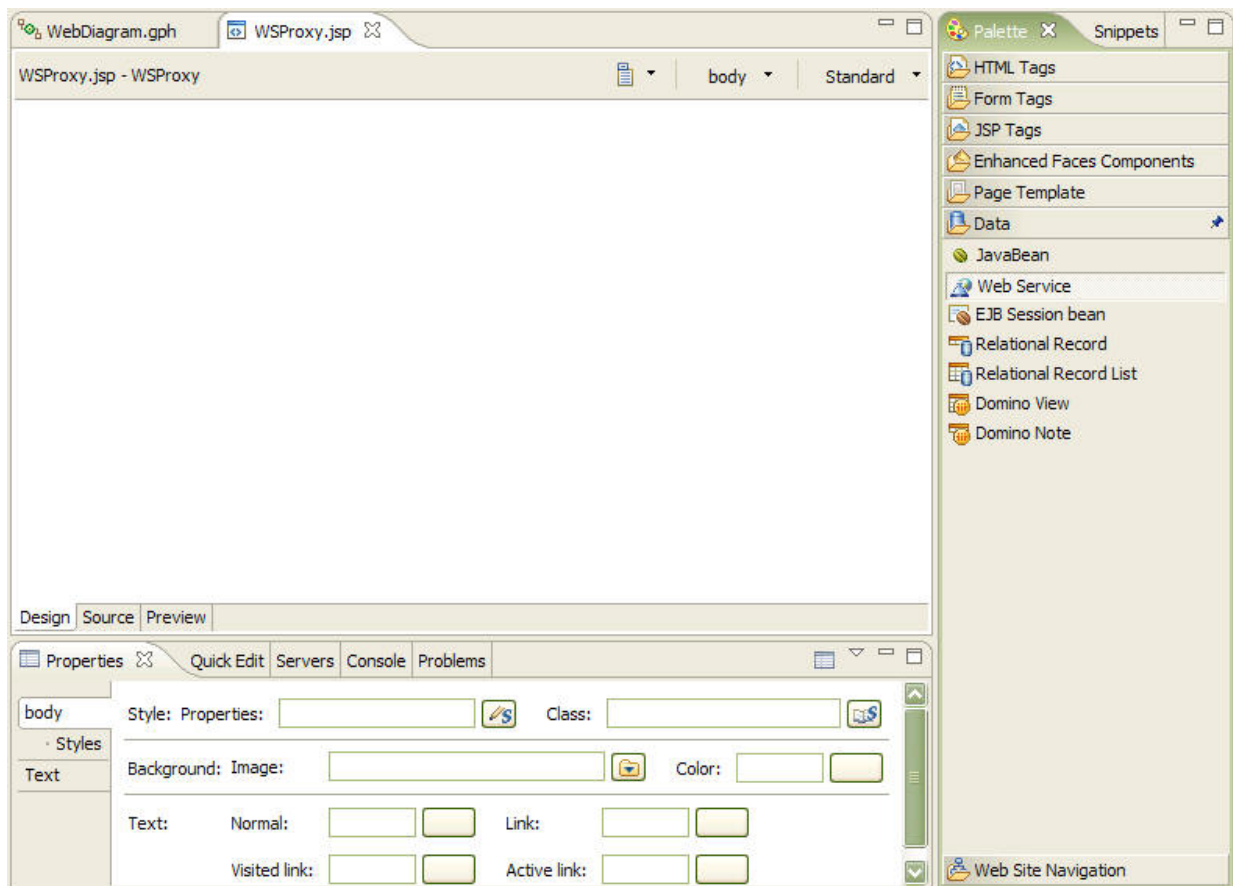 WebDiagram.gph WSProxy.jsp
WSProxy.jsp - WSProxy body Standard
Design Source Preview
Properties Quick Edit Servers Console Problems
body
Styles
Text
Style: Properties: Class:
Background: Image: Color:
Text: Normal: Link:
Visited link: Active link:
Palette Snippets
HTML Tags
Form Tags
JSP Tags
Enhanced Faces Components
Page Template
Data
JavaBean
Web Service
EJB Session bean
Relational Record
Relational Record List
Domino View
Domino Note
Web Site Navigation